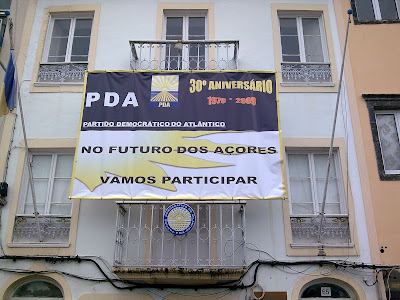 PDA
30º ANIVERSÁRIO
1979 - 2009
PDA
PARTIDO DEMOCRÁTICO DO ATLÂNTICO
NO FUTURO DOS AÇORES
VAMOS PARTICIPAR